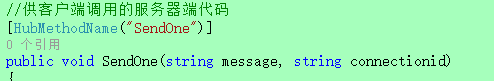 //供客户端调用的服务器端代码
[HubMethodName("SendOne")]
0 个引用
public void SendOne(string message, string connectionid)
{